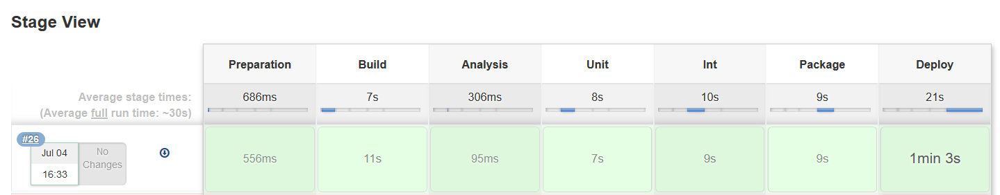 Stage View
Preparation Build Analysis Unit Int Package Deploy
Average stage times: 686ms 7s 306ms 8s 10s 9s 21s
(Average full run time: ~30s)
#26
Jul 04 No
Changes
16:33
556ms 11s 95ms 7s 9s 9s 1min 3s